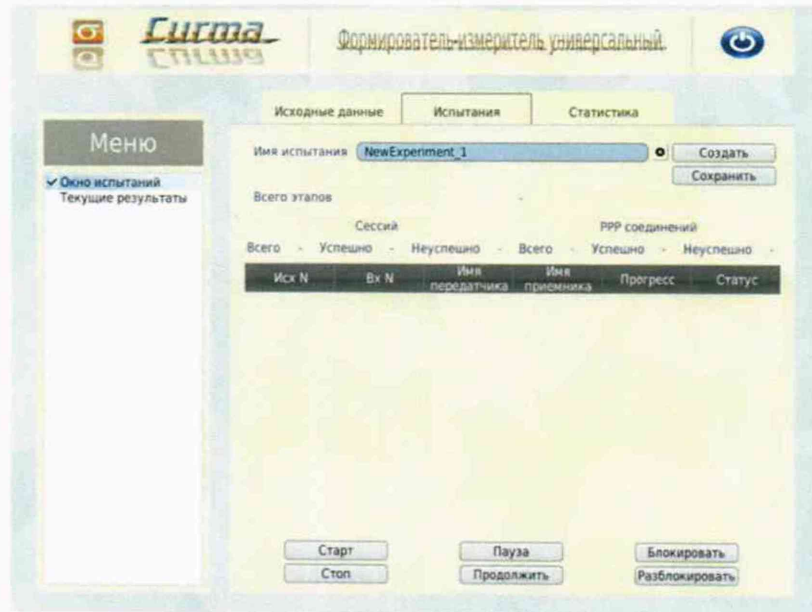 Сигма
Формирователь-измеритель универсальный
Исходные данные Испытания Статистика
Меню
Окно испытаний
Текущие результаты
Имя испытания NewExperiment_1 Создать
Сохранить
Всего этапов -
Сессий PPP соединений
Всего - Успешно - Неуспешно - Всего - Успешно - Неуспешно -
Исх N Вх N Имя передатчика Имя приемника Прогресс Статус
Старт Пауза Блокировать
Стоп Продолжить Разблокировать